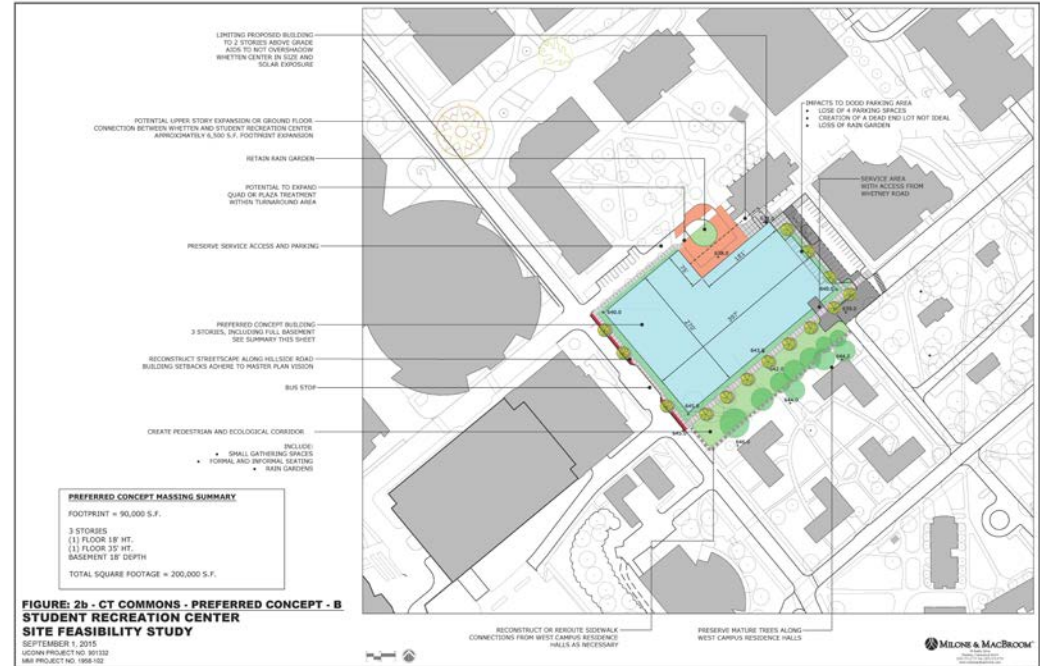 LIMITING PROPOSED BUILDING
TO 2 STORIES ABOVE GRADE
AIDS TO NOT OVERSHADOW
WHETTEN CENTER IN SIZE AND
SOLAR EXPOSURE
POTENTIAL UPPER STORY EXPANSION OR GROUND FLOOR
CONNECTION BETWEEN WHETTEN AND STUDENT RECREATION CENTER
APPROXIMATELY 6,500 S.F. FOOTPRINT EXPANSION
RETAIN RAIN GARDEN
POTENTIAL TO EXPAND
QUAD OR PLAZA TREATMENT
WITHIN TURNAROUND AREA
PRESERVE SERVICE ACCESS AND PARKING
PREFERRED CONCEPT BUILDING
3 STORIES, INCLUDING FULL BASEMENT
SEE SUMMARY THIS SHEET
RECONSTRUCT STREETSCAPE ALONG HILLSIDE ROAD
BUILDING SETBACKS ADHERE TO MASTER PLAN VISION
BUS STOP
CREATE PEDESTRIAN AND ECOLOGICAL CORRIDOR
INCLUDE:
• SMALL GATHERING SPACES
• FORMAL AND INFORMAL SEATING
• RAIN GARDENS
IMPACTS TO DODD PARKING AREA
• LOSE OF 4 PARKING SPACES
• CREATION OF A DEAD END LOT NOT IDEAL
• LOSS OF RAIN GARDEN
SERVICE AREA
WITH ACCESS FROM
WHITNEY ROAD
75'
181'
270'
357'
640.0
645.0
PREFERRED CONCEPT MASSING SUMMARY
FOOTPRINT = 90,000 S.F.
3 STORIES
(1) FLOOR 18' HT.
(1) FLOOR 35' HT.
BASEMENT 18' DEPTH
TOTAL SQUARE FOOTAGE = 200,000 S.F.
FIGURE: 2b - CT COMMONS - PREFERRED CONCEPT - B
STUDENT RECREATION CENTER
SITE FEASIBILITY STUDY
SEPTEMBER 1, 2015
UCONN PROJECT NO. 901332
MMI PROJECT NO. 1958-102
RECONSTRUCT OR REROUTE SIDEWALK
CONNECTIONS FROM WEST CAMPUS RESIDENCE
HALLS AS NECESSARY
PRESERVE MATURE TREES ALONG
WEST CAMPUS RESIDENCE HALLS
MILONE & MACBROOM